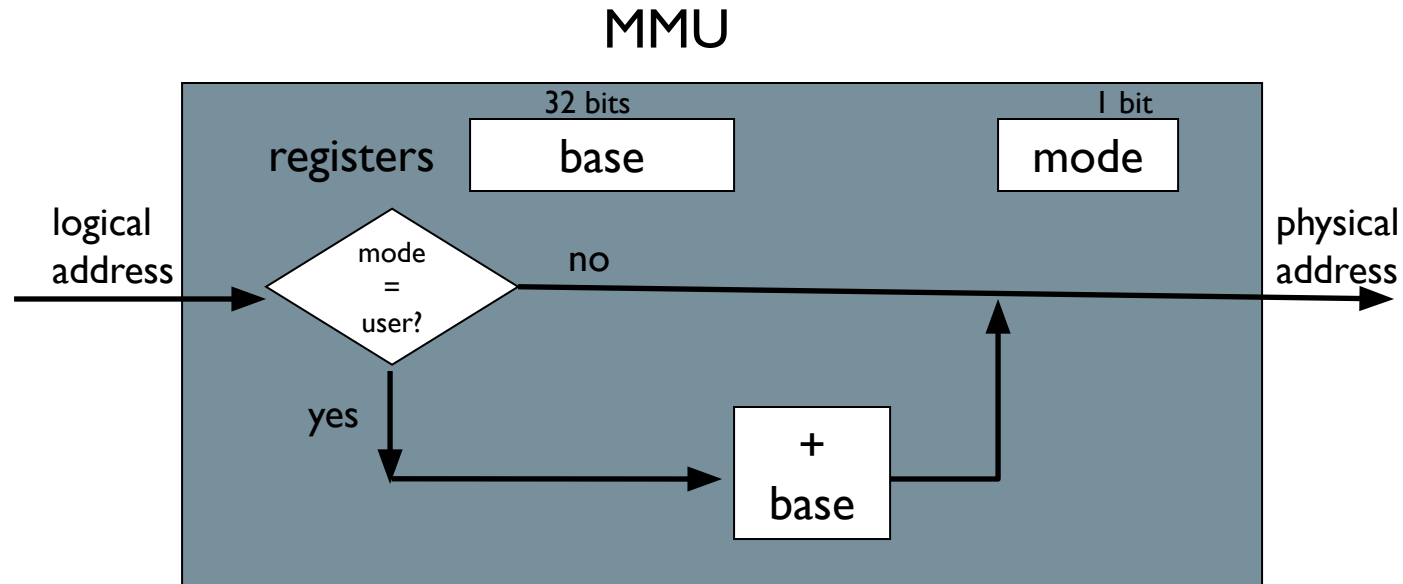 MMU
32 bits
1 bit
registers
base
mode
logical
address
mode
=
user?
no
physical
address
yes
+
base